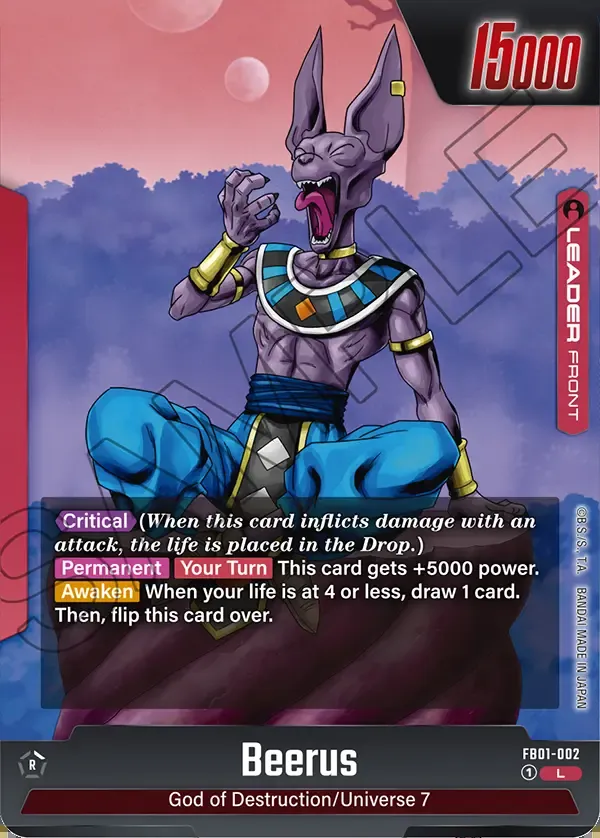 15000
LEADER FRONT
Critical (When this card inflicts damage with an
attack, the life is placed in the Drop.)
Permanent Your Turn This card gets +5000 power.
Awaken When your life is at 4 or less, draw 1 card.
Then, flip this card over.
©B.S./S., T.A. BANDAI MADE IN JAPAN
SAMPLE
R
Beerus
FB01-002
1 L
God of Destruction/Universe 7